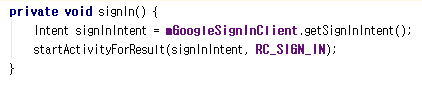 private void signIn() {
    Intent signInIntent = mGoogleSignInClient.getSignInIntent();
    startActivityForResult(signInIntent, RC_SIGN_IN);
}